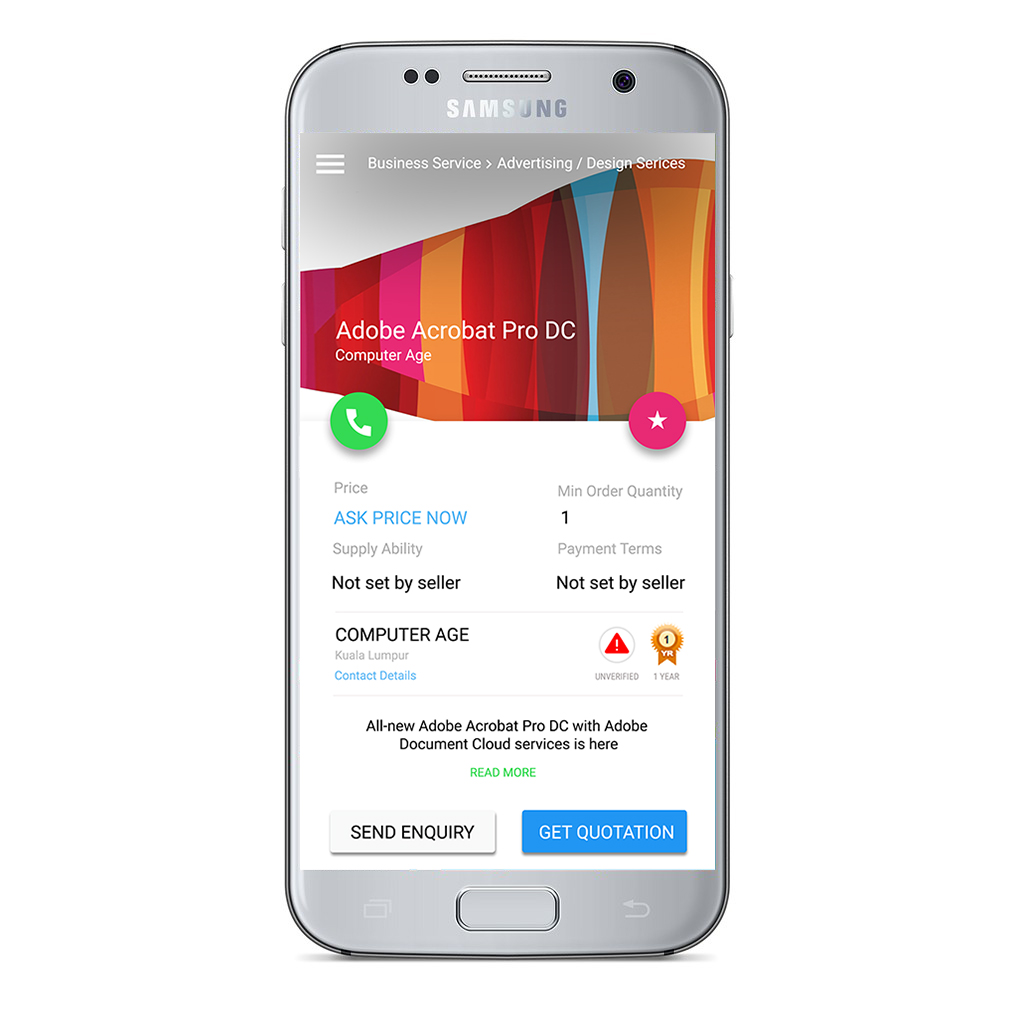 SAMSUNG
Business Service > Advertising / Design Serices
Adobe Acrobat Pro DC
Computer Age
Price
Min Order Quantity
ASK PRICE NOW
1
Supply Ability
Payment Terms
Not set by seller
Not set by seller
COMPUTER AGE
Kuala Lumpur
Contact Details
1
YR
UNVERIFIED
1 YEAR
All-new Adobe Acrobat Pro DC with Adobe
Document Cloud services is here
READ MORE
SEND ENQUIRY
GET QUOTATION